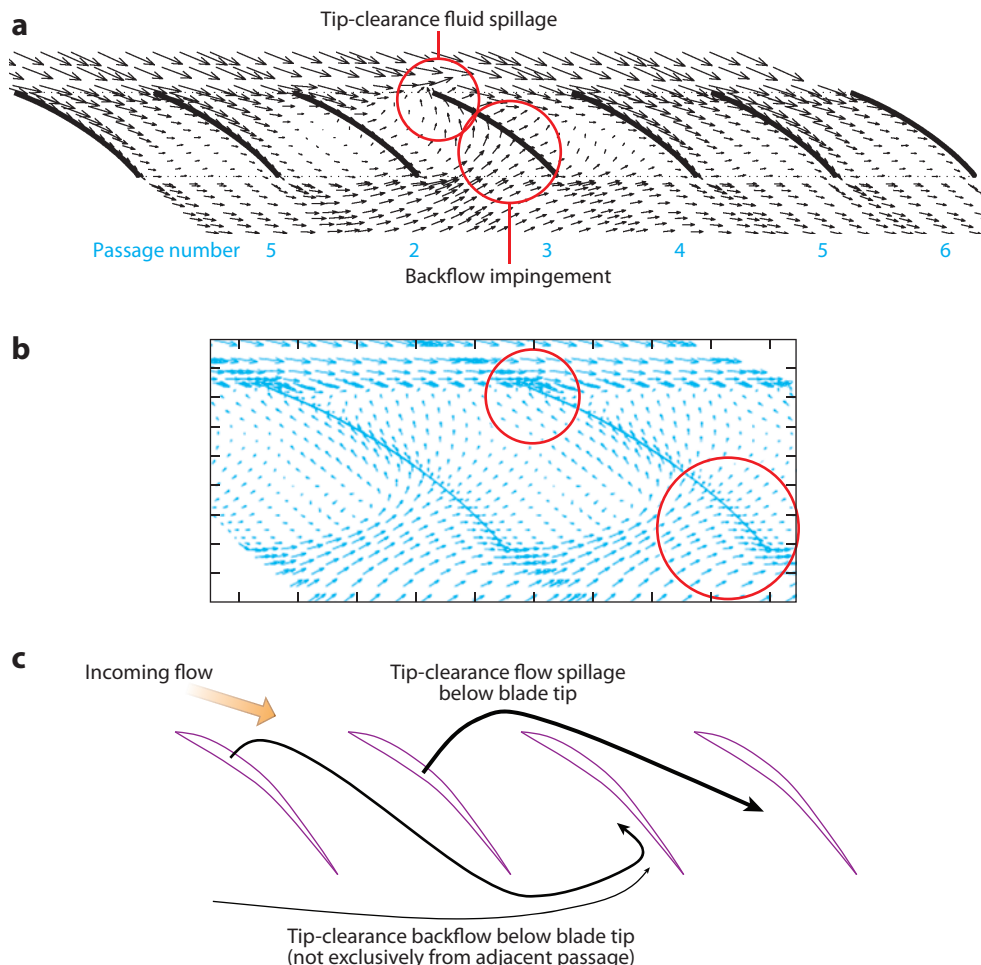 a
Tip-clearance fluid spillage
Passage number 5 2 3 4 5 6
Backflow impingement
b
c
Incoming flow
Tip-clearance flow spillage
below blade tip
Tip-clearance backflow below blade tip
(not exclusively from adjacent passage)